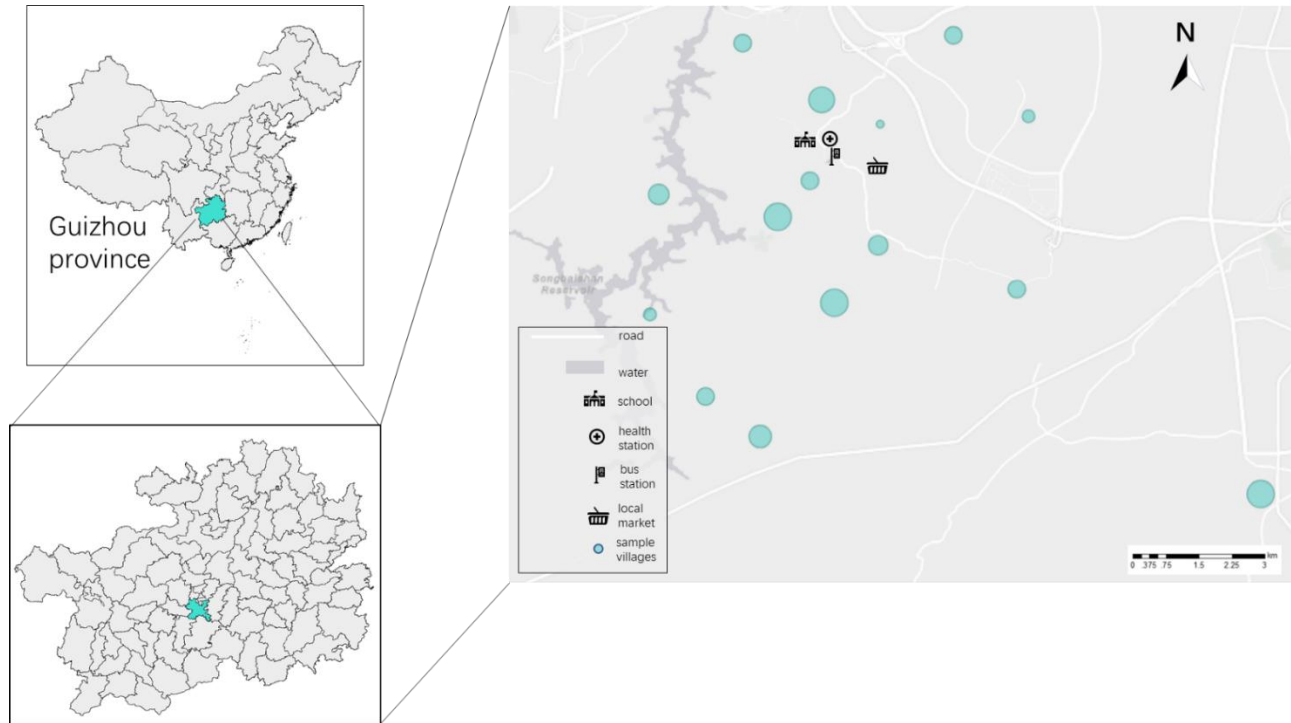 Guizhou
province
N
Songbaishan
Reservoir
road
water
school
health
station
bus
station
local
market
sample
villages
km
0 .375 .75 1.5 2.25 3